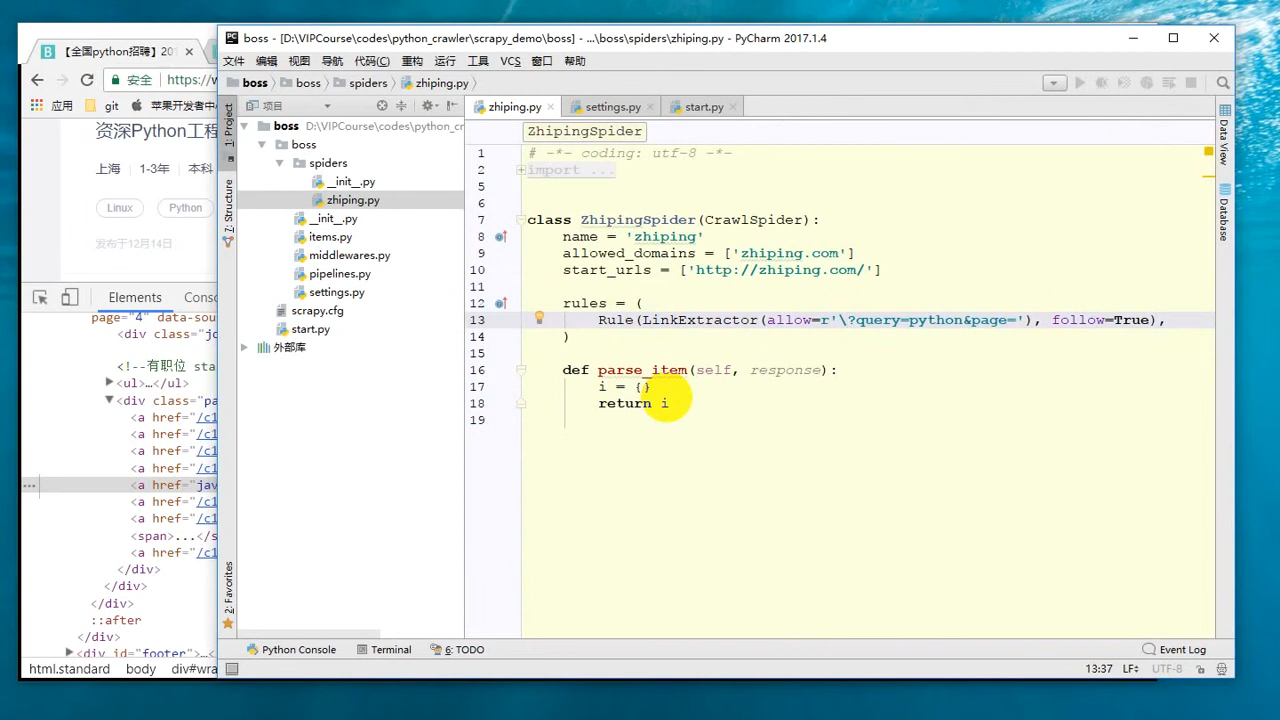 boss - [D:\VIPCourse\codes\python_crawler\scrapy_demo\boss] - ...\boss\spiders\zhiping.py - PyCharm 2017.1.4
文件 编辑 视图 导航 代码(C) 重构 运行 工具 VCS 窗口 帮助
boss boss spiders zhiping.py
【全国python招聘】20
安全 https://w
应用 git 苹果开发者中
资深Python工程
上海 1-3年 本科
Linux Python
发布于12月14日
Elements Conso
page="4" data-sou
<div class="jo
<!--有职位 sta
<ul>…</ul>
<div class="pa
<a href="/c1
<a href="/c1
<a href="/c1
<a href="/c1
<a href="jav
<a href="/c1
<a href="/c1
<span>...</s
<a href="/c1
</div>
</div>
</div>
::after
</div>
<div id="footer"...</
html.standard body div#wra
1: Project
7: Structure
2: Favorites
项目
boss D:\VIPCourse\codes\python_cr
boss
spiders
__init__.py
zhiping.py
__init__.py
items.py
middlewares.py
pipelines.py
settings.py
scrapy.cfg
start.py
外部库
zhiping.py settings.py start.py
ZhipingSpider
1 # -*- coding: utf-8 -*-
2 import ...
5
6
7 class ZhipingSpider(CrawlSpider):
8 name = 'zhiping'
9 allowed_domains = ['zhiping.com']
10 start_urls = ['http://zhiping.com/']
11
12 rules = (
13 Rule(LinkExtractor(allow=r'\?query=python&page='), follow=True),
14 )
15
16 def parse_item(self, response):
17 i = {}
18 return i
19
Data View
Database
Python Console Terminal 6: TODO Event Log
13:37 LF÷ UTF-8